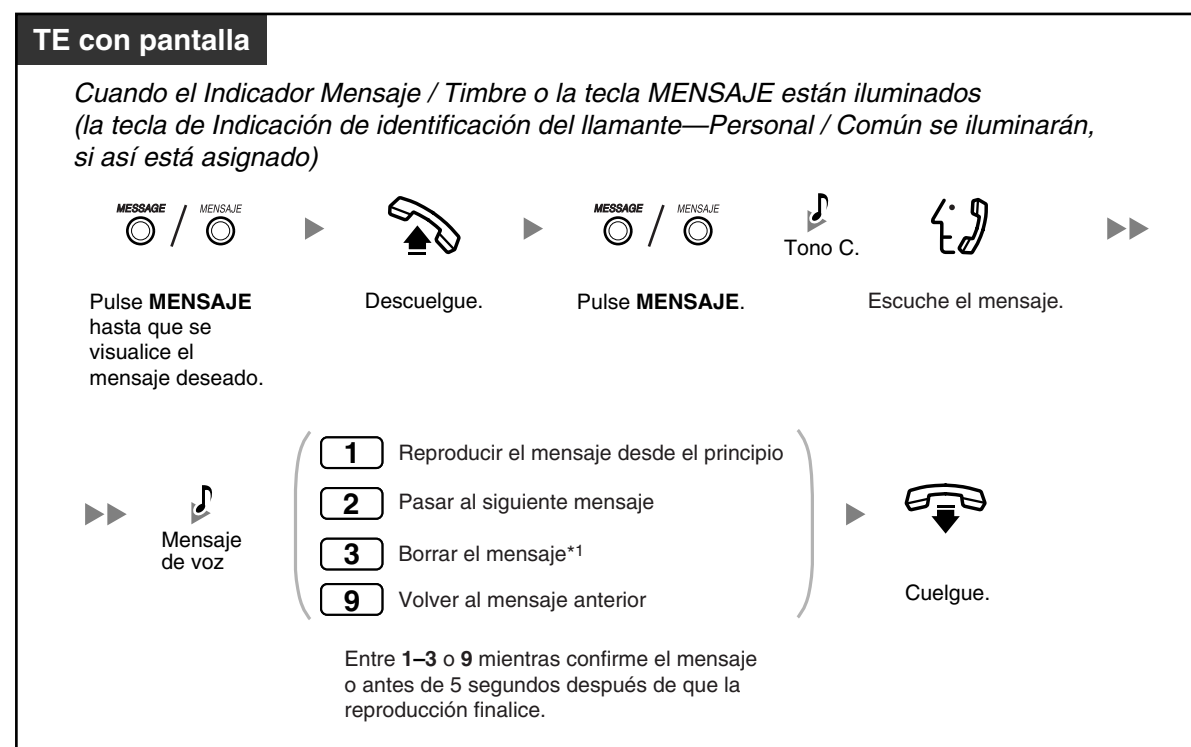 TE con pantalla
Cuando el Indicador Mensaje / Timbre o la tecla MENSAJE están iluminados
(la tecla de Indicación de identificación del llamante—Personal / Común se iluminarán,
si así está asignado)
MESSAGE / MENSAJE
MESSAGE / MENSAJE
Tono C.
Pulse MENSAJE
hasta que se
visualice el
mensaje deseado.
Descuelgue.
Pulse MENSAJE.
Escuche el mensaje.
Mensaje
de voz
1 Reproducir el mensaje desde el principio
2 Pasar al siguiente mensaje
3 Borrar el mensaje*1
9 Volver al mensaje anterior
Entre 1–3 o 9 mientras confirme el mensaje
o antes de 5 segundos después de que la
reproducción finalice.
Cuelgue.